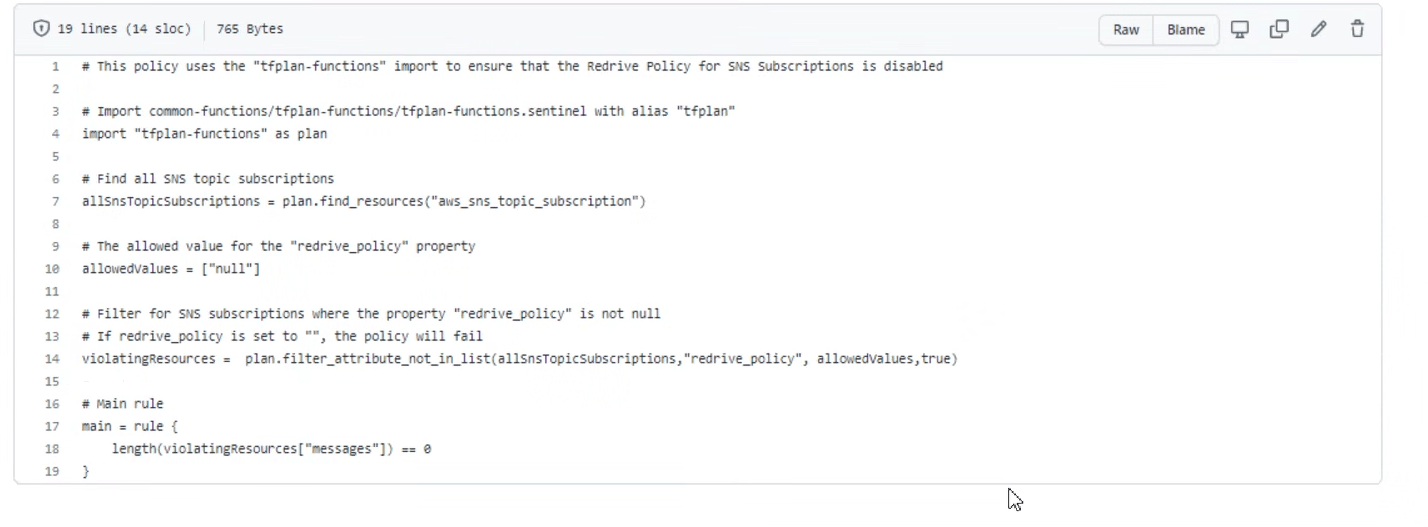 19 lines (14 sloc) 765 Bytes Raw Blame
1 # This policy uses the "tfplan-functions" import to ensure that the Redrive Policy for SNS Subscriptions is disabled
2
3 # Import common-functions/tfplan-functions/tfplan-functions.sentinel with alias "tfplan"
4 import "tfplan-functions" as plan
5
6 # Find all SNS topic subscriptions
7 allSnsTopicSubscriptions = plan.find_resources("aws_sns_topic_subscription")
8
9 # The allowed value for the "redrive_policy" property
10 allowedValues = ["null"]
11
12 # Filter for SNS subscriptions where the property "redrive_policy" is not null
13 # If redrive_policy is set to "", the policy will fail
14 violatingResources =  plan.filter_attribute_not_in_list(allSnsTopicSubscriptions,"redrive_policy", allowedValues,true)
15
16 # Main rule
17 main = rule {
18     length(violatingResources["messages"]) == 0
19 }